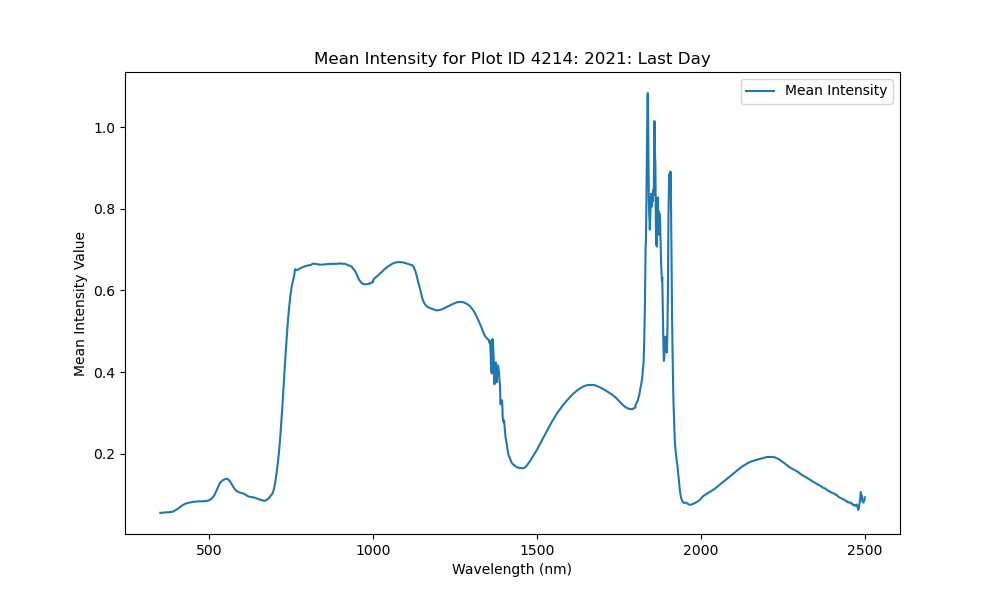 Mean Intensity for Plot ID 4214: 2021: Last Day
Mean Intensity
Mean Intensity Value
1.0
0.8
0.6
0.4
0.2
500
1000
1500
2000
2500
Wavelength (nm)